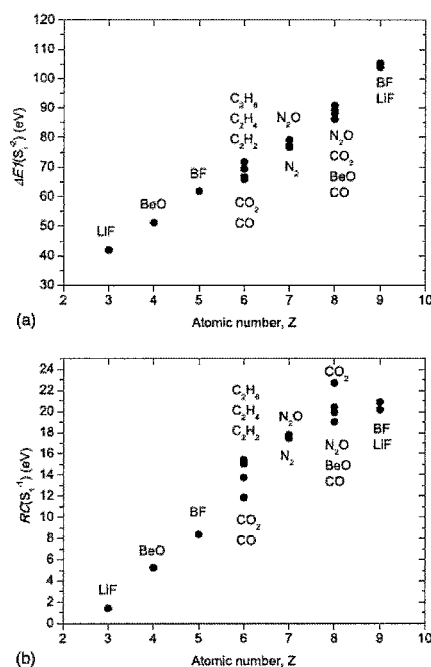 110
100
90
80
70
60
50
40
30
ΔE1(S₁⁻²) (eV)
LiF
BeO
BF
C₂H₆
C₂H₄
C₂H₂
CO₂
CO
N₂O
N₂
N₂O
CO₂
BeO
CO
BF
LiF
2 3 4 5 6 7 8 9 10
Atomic number, Z
(a)
24
22
20
18
16
14
12
10
8
6
4
2
0
RC(S₁⁻¹) (eV)
LiF
BeO
BF
C₂H₆
C₂H₄
C₂H₂
CO₂
CO
N₂O
N₂
CO₂
N₂O
BeO
CO
BF
LiF
2 3 4 5 6 7 8 9 10
Atomic number, Z
(b)